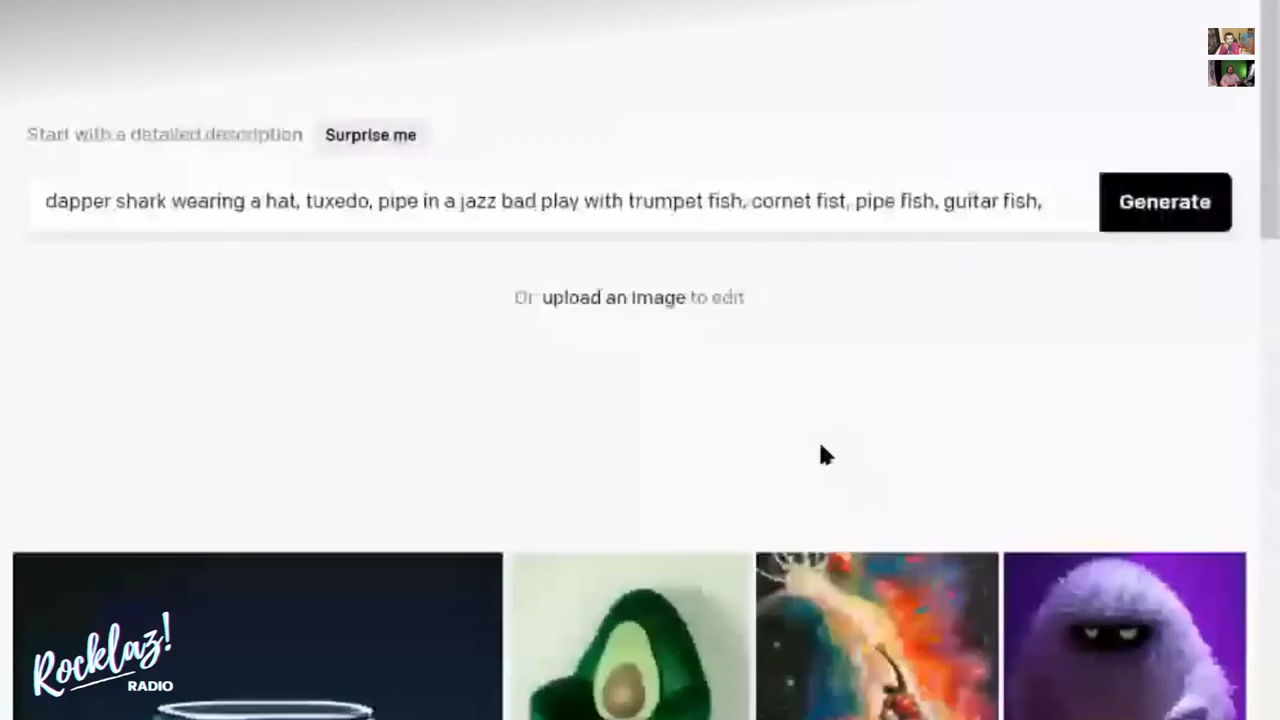 Start with a detailed description Surprise me
dapper shark wearing a hat, tuxedo, pipe in a jazz bad play with trumpet fish, cornet fist, pipe fish, guitar fish,
Generate
Or upload an image to edit
Rocklaz!
RADIO